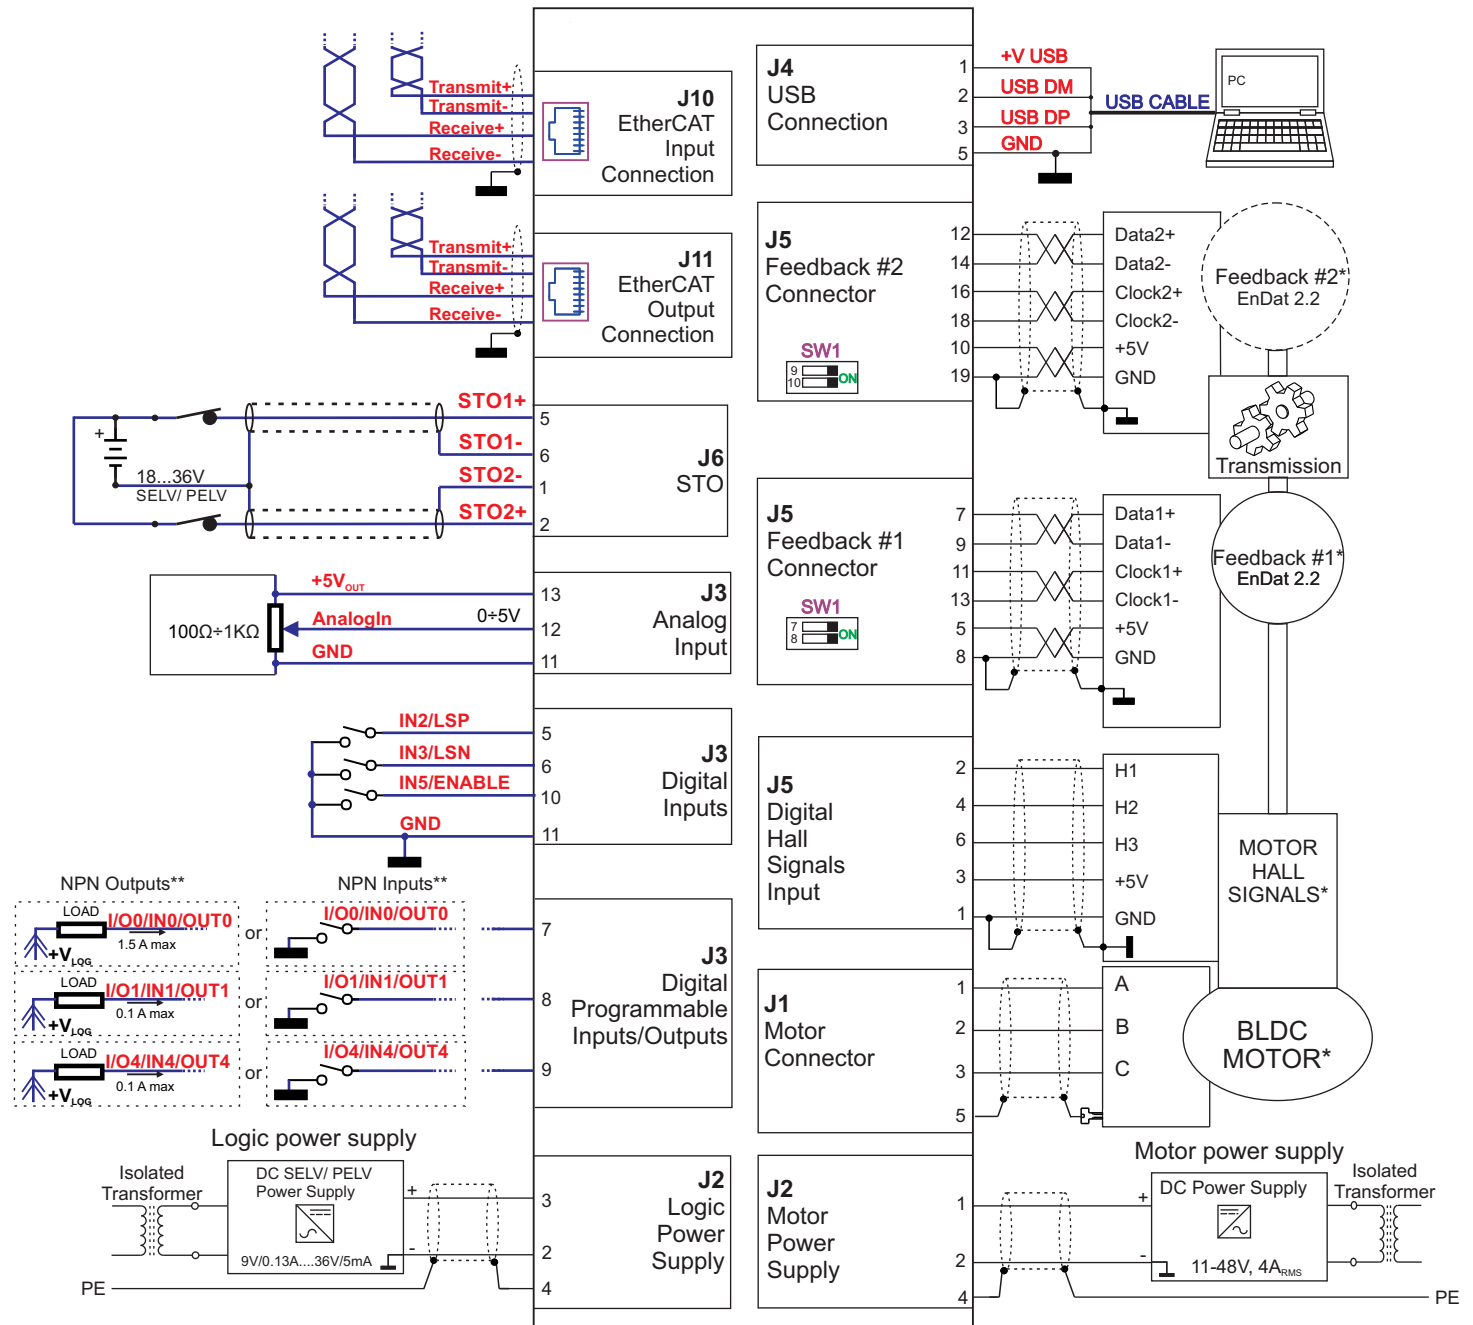 Transmit+
Transmit-
Receive+
Receive-
J10
EtherCAT
Input
Connection
Transmit+
Transmit-
Receive+
Receive-
J11
EtherCAT
Output
Connection
18...36V
SELV/ PELV
+
STO1+
STO1-
STO2-
STO2+
5
6
1
2
J6
STO
100Ω÷1KΩ
+5VOUT
AnalogIn
0÷5V
GND
13
12
11
J3
Analog
Input
IN2/LSP
IN3/LSN
IN5/ENABLE
GND
5
6
10
11
J3
Digital
Inputs
NPN Outputs**
NPN Inputs**
LOAD
I/O0/IN0/OUT0
1.5 A max
+VLOG
or
I/O0/IN0/OUT0
7
LOAD
I/O1/IN1/OUT1
0.1 A max
+VLOG
or
I/O1/IN1/OUT1
8
LOAD
I/O4/IN4/OUT4
0.1 A max
+VLOG
or
I/O4/IN4/OUT4
9
J3
Digital
Programmable
Inputs/Outputs
Logic power supply
Isolated
Transformer
DC SELV/ PELV
Power Supply
9V/0.13A....36V/5mA
+
-
PE
3
2
4
J2
Logic
Power
Supply
J4
USB
Connection
1
2
3
5
+V USB
USB DM
USB DP
GND
USB CABLE
PC
J5
Feedback #2
Connector
SW1
9
10
ON
12
14
16
18
10
19
Data2+
Data2-
Clock2+
Clock2-
+5V
GND
Feedback #2*
EnDat 2.2
Transmission
J5
Feedback #1
Connector
SW1
7
8
ON
7
9
11
13
5
8
Data1+
Data1-
Clock1+
Clock1-
+5V
GND
Feedback #1*
EnDat 2.2
J5
Digital
Hall
Signals
Input
2
4
6
3
1
H1
H2
H3
+5V
GND
MOTOR
HALL
SIGNALS*
J1
Motor
Connector
1
2
3
5
A
B
C
BLDC
MOTOR*
J2
Motor
Power
Supply
1
2
4
Motor power supply
+
-
DC Power Supply
11-48V, 4ARMS
Isolated
Transformer
PE